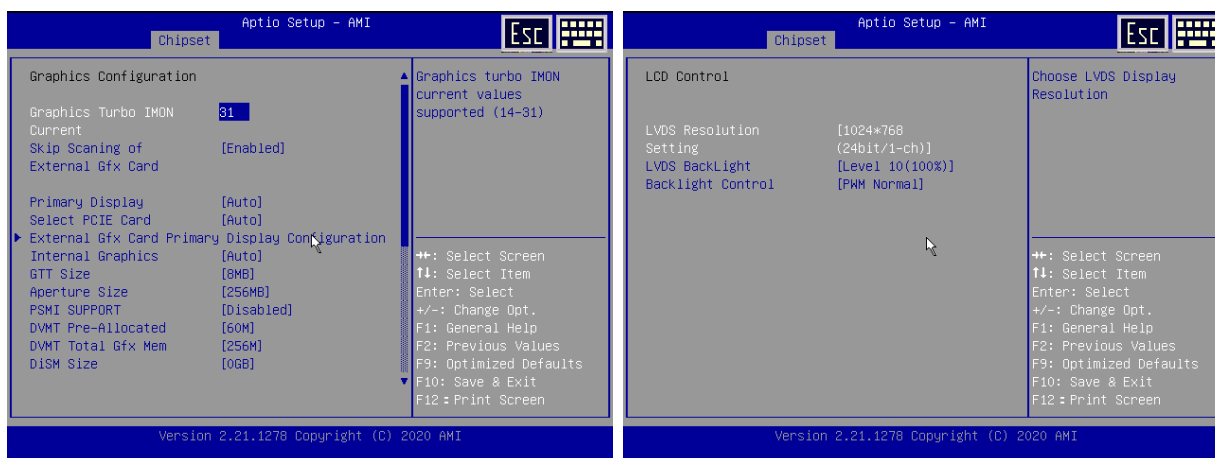 Aptio Setup - AMI
Chipset
Esc
Graphics Configuration
Graphics Turbo IMON 31
Current
Skip Scaning of [Enabled]
External Gfx Card
Primary Display [Auto]
Select PCIE Card [Auto]
External Gfx Card Primary Display Configuration
Internal Graphics [Auto]
GTT Size [8MB]
Aperture Size [256MB]
PSMI SUPPORT [Disabled]
DVMT Pre-Allocated [60M]
DVMT Total Gfx Mem [256M]
DiSM Size [0GB]
Graphics turbo IMON
current values
supported (14-31)
→←: Select Screen
↑↓: Select Item
Enter: Select
+/-: Change Opt.
F1: General Help
F2: Previous Values
F9: Optimized Defaults
F10: Save & Exit
F12 : Print Screen
Version 2.21.1278 Copyright (C) 2020 AMI
Aptio Setup - AMI
Chipset
Esc
LCD Control
LVDS Resolution [1024*768
Setting (24bit/1-ch)]
LVDS BackLight [Level 10(100%)]
Backlight Control [PWM Normal]
Choose LVDS Display
Resolution
→←: Select Screen
↑↓: Select Item
Enter: Select
+/-: Change Opt.
F1: General Help
F2: Previous Values
F9: Optimized Defaults
F10: Save & Exit
F12 : Print Screen
Version 2.21.1278 Copyright (C) 2020 AMI